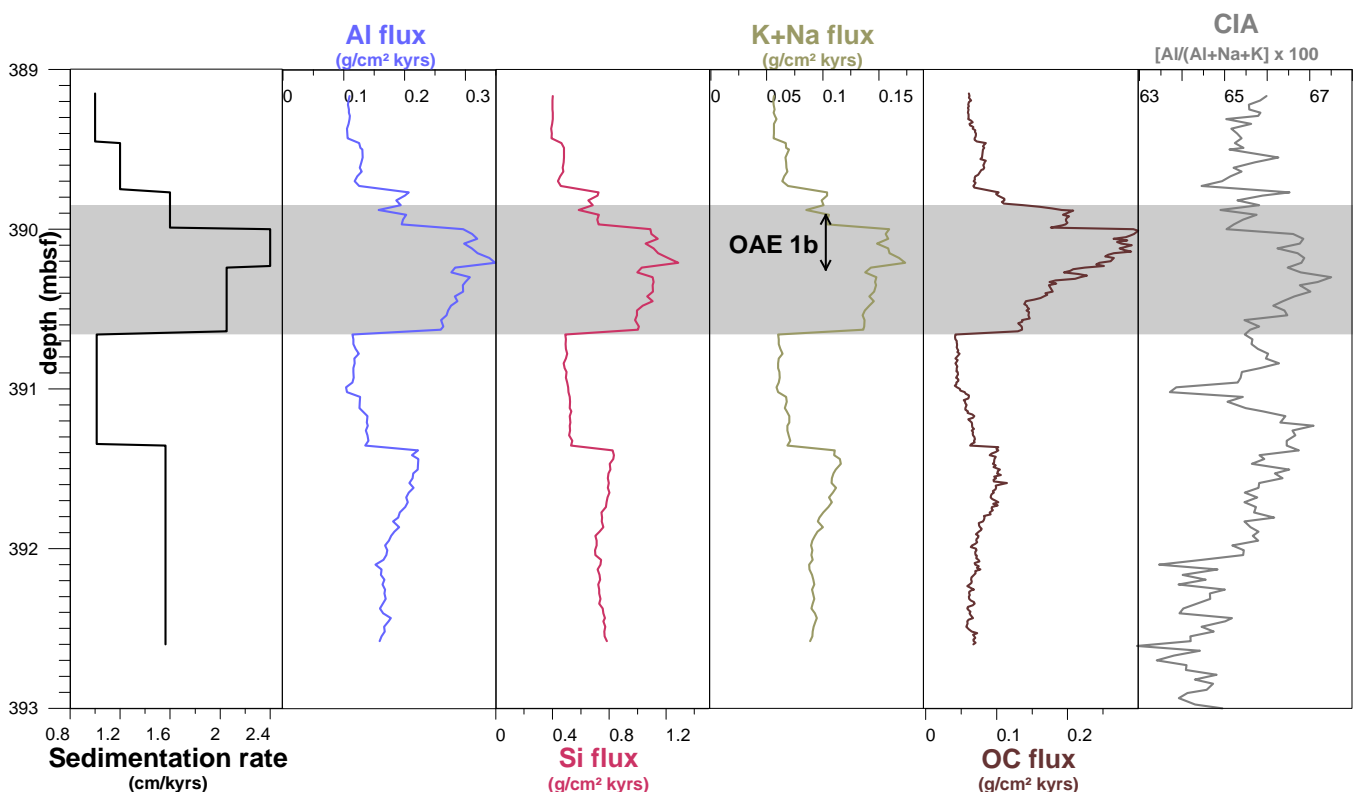 Al flux
(g/cm² kyrs)
K+Na flux
(g/cm² kyrs)
CIA
[Al/(Al+Na+K] x 100
389
390
391
392
393
depth (mbsf)
0 0.1 0.2 0.3
0 0.05 0.1 0.15
63 65 67
OAE 1b
0.8 1.2 1.6 2 2.4
0 0.4 0.8 1.2
0 0.1 0.2
Sedimentation rate
(cm/kyrs)
Si flux
(g/cm² kyrs)
OC flux
(g/cm² kyrs)